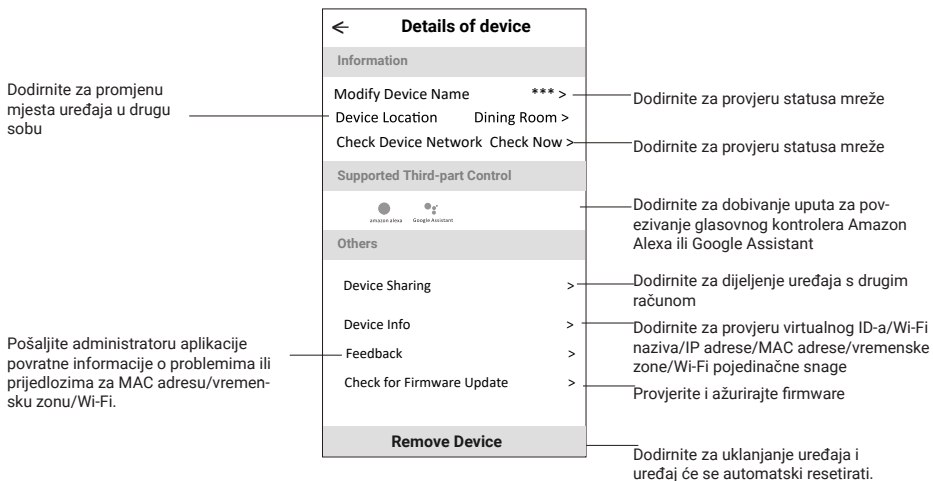 Details of device
Information
Modify Device Name *** >
Device Location Dining Room >
Check Device Network Check Now >
Supported Third-part Control
amazon alexa Google Assistant
Others
Device Sharing >
Device Info >
Feedback >
Check for Firmware Update >
Remove Device
Dodirnite za promjenu
mjesta uređaja u drugu
sobu
Pošaljite administratoru aplikacije
povratne informacije o problemima ili
prijedlozima za MAC adresu/vremen-
sku zonu/Wi-Fi.
Dodirnite za provjeru statusa mreže
Dodirnite za provjeru statusa mreže
Dodirnite za dobivanje uputa za pov-
ezivanje glasovnog kontrolera Amazon
Alexa ili Google Assistant
Dodirnite za dijeljenje uređaja s drugim
računom
Dodirnite za provjeru virtualnog ID-a/Wi-Fi
naziva/IP adrese/MAC adrese/vremenske
zone/Wi-Fi pojedinačne snage
Provjerite i ažurirajte firmware
Dodirnite za uklanjanje uređaja i
uređaj će se automatski resetirati.